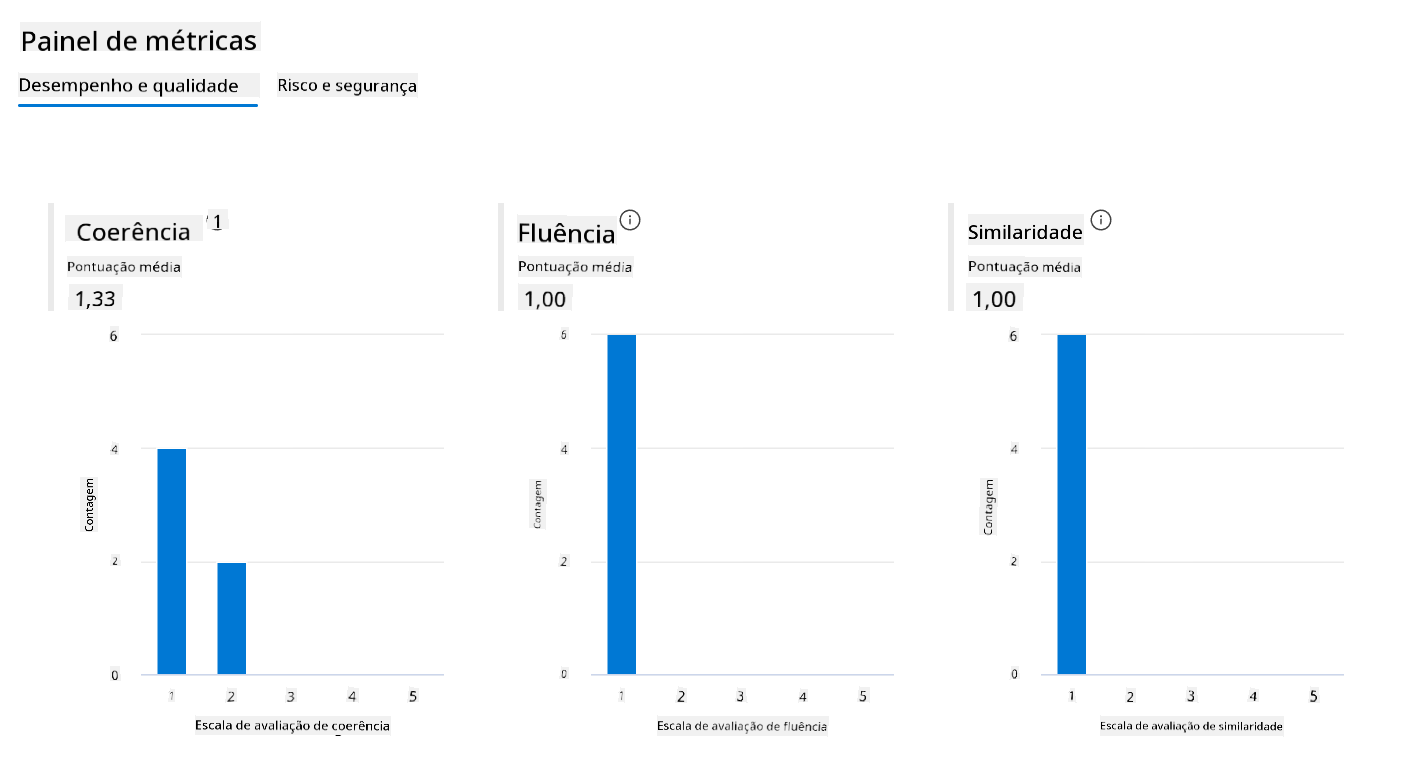 Painel de métricas
Desempenho e qualidade
Risco e segurança
Coerência 1
Pontuação média
1,33
6
4
2
0
Contagem
1 2 3 4 5
Escala de avaliação de coerência
Fluência
Pontuação média
1,00
6
4
2
0
Contagem
1 2 3 4 5
Escala de avaliação de fluência
Similaridade
Pontuação média
1,00
6
4
2
0
Contagem
1 2 3 4 5
Escala de avaliação de similaridade